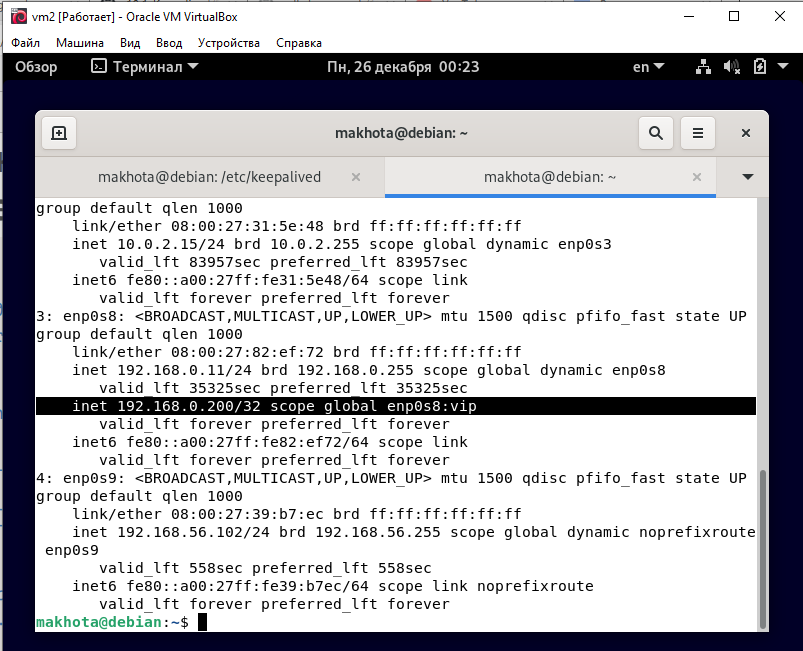 vm2 [Работает] - Oracle VM VirtualBox
Файл Машина Вид Ввод Устройства Справка
Обзор Терминал Пн, 26 декабря 00:23 en
makhota@debian: ~
makhota@debian: /etc/keepalived makhota@debian: ~
group default qlen 1000
    link/ether 08:00:27:31:5e:48 brd ff:ff:ff:ff:ff:ff
    inet 10.0.2.15/24 brd 10.0.2.255 scope global dynamic enp0s3
       valid_lft 83957sec preferred_lft 83957sec
    inet6 fe80::a00:27ff:fe31:5e48/64 scope link
       valid_lft forever preferred_lft forever
3: enp0s8: <BROADCAST,MULTICAST,UP,LOWER_UP> mtu 1500 qdisc pfifo_fast state UP
group default qlen 1000
    link/ether 08:00:27:82:ef:72 brd ff:ff:ff:ff:ff:ff
    inet 192.168.0.11/24 brd 192.168.0.255 scope global dynamic enp0s8
       valid_lft 35325sec preferred_lft 35325sec
    inet 192.168.0.200/32 scope global enp0s8:vip
       valid_lft forever preferred_lft forever
    inet6 fe80::a00:27ff:fe82:ef72/64 scope link
       valid_lft forever preferred_lft forever
4: enp0s9: <BROADCAST,MULTICAST,UP,LOWER_UP> mtu 1500 qdisc pfifo_fast state UP
group default qlen 1000
    link/ether 08:00:27:39:b7:ec brd ff:ff:ff:ff:ff:ff
    inet 192.168.56.102/24 brd 192.168.56.255 scope global dynamic noprefixroute
 enp0s9
       valid_lft 558sec preferred_lft 558sec
    inet6 fe80::a00:27ff:fe39:b7ec/64 scope link noprefixroute
       valid_lft forever preferred_lft forever
makhota@debian:~$